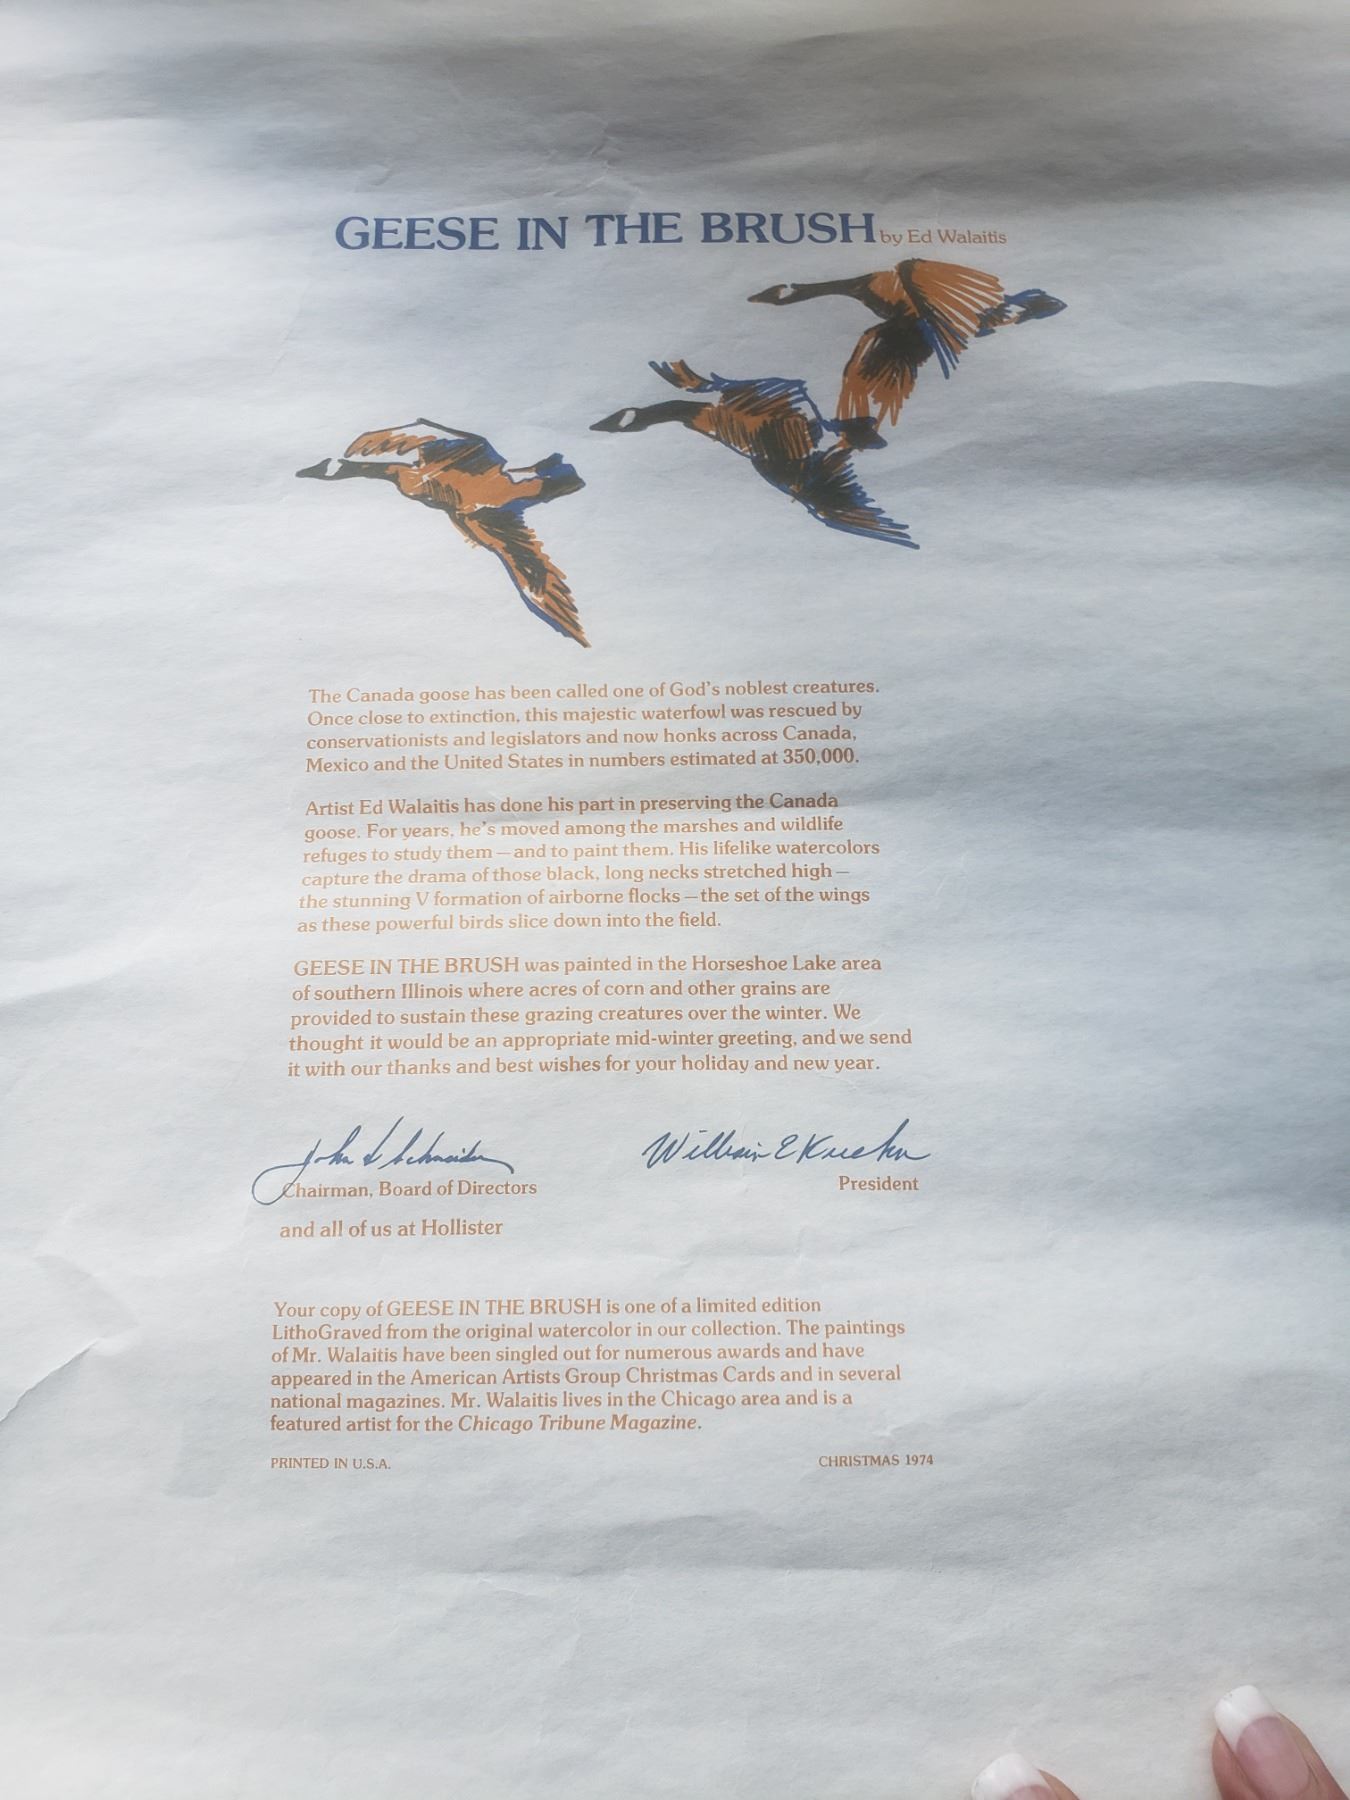 GEESE IN THE BRUSH by Ed Walaitis
The Canada goose has been called one of God's noblest creatures.
Once close to extinction, this majestic waterfowl was rescued by
conservationists and legislators and now honks across Canada,
Mexico and the United States in numbers estimated at 350,000.
Artist Ed Walaitis has done his part in preserving the Canada
goose. For years, he's moved among the marshes and wildlife
refuges to study them — and to paint them. His lifelike watercolors
capture the drama of those black, long necks stretched high —
the stunning V formation of airborne flocks — the set of the wings
as these powerful birds slice down into the field.
GEESE IN THE BRUSH was painted in the Horseshoe Lake area
of southern Illinois where acres of corn and other grains are
provided to sustain these grazing creatures over the winter. We
thought it would be an appropriate mid-winter greeting, and we send
it with our thanks and best wishes for your holiday and new year.
John Schneider William E Kuehn
Chairman, Board of Directors President
and all of us at Hollister
Your copy of GEESE IN THE BRUSH is one of a limited edition
LithoGraved from the original watercolor in our collection. The paintings
of Mr. Walaitis have been singled out for numerous awards and have
appeared in the American Artists Group Christmas Cards and in several
national magazines. Mr. Walaitis lives in the Chicago area and is a
featured artist for the Chicago Tribune Magazine.
PRINTED IN U.S.A. CHRISTMAS 1974